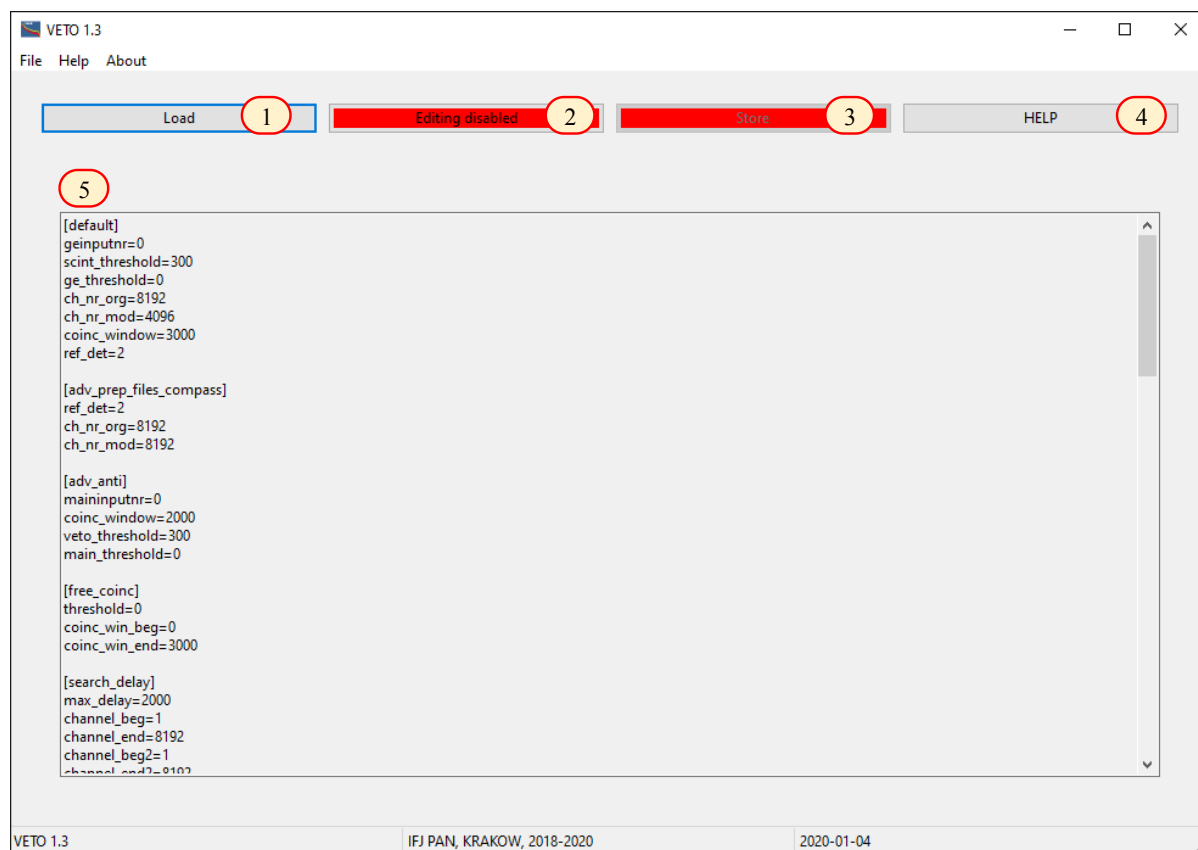 VETO 1.3
File Help About
Load 1 Editing disabled 2 Store 3 HELP 4
5
[default]
geinputnr=0
scint_threshold=300
ge_threshold=0
ch_nr_org=8192
ch_nr_mod=4096
coinc_window=3000
ref_det=2
[adv_prep_files_compass]
ref_det=2
ch_nr_org=8192
ch_nr_mod=8192
[adv_anti]
maininputnr=0
coinc_window=2000
veto_threshold=300
main_threshold=0
[free_coinc]
threshold=0
coinc_win_beg=0
coinc_win_end=3000
[search_delay]
max_delay=2000
channel_beg=1
channel_end=8192
channel_beg2=1
channel_end2=8192
VETO 1.3 IFJ PAN, KRAKOW, 2018-2020 2020-01-04